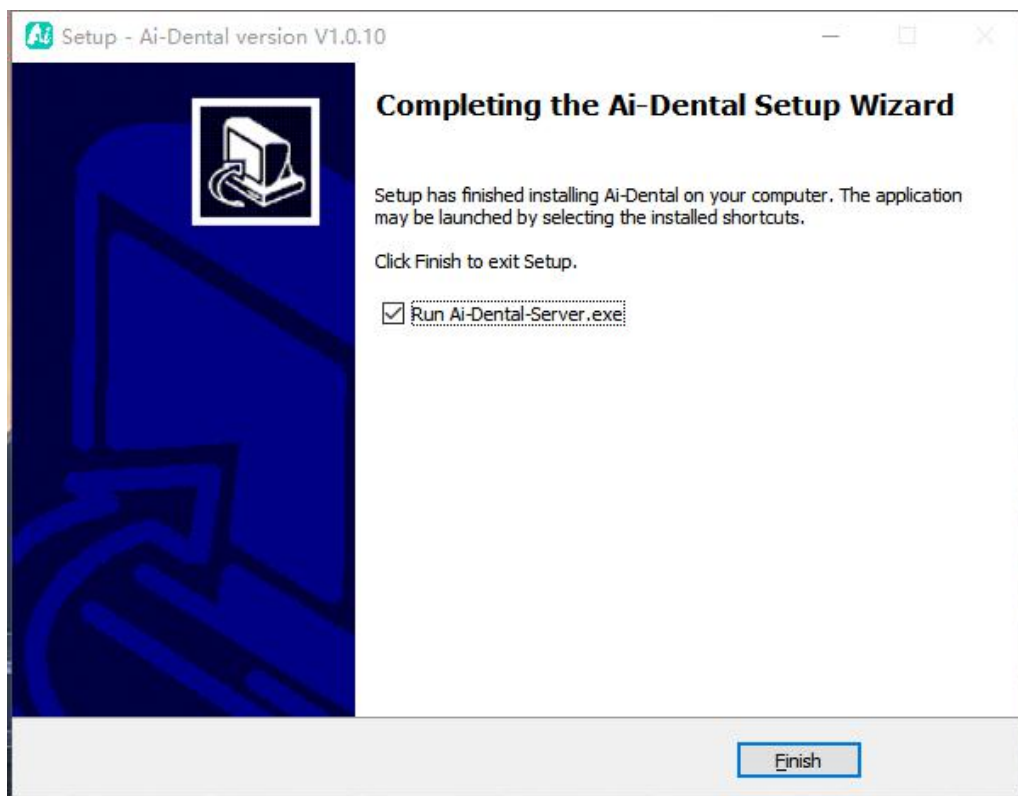 Ai Setup - Ai-Dental version V1.0.10
Completing the Ai-Dental Setup Wizard
Setup has finished installing Ai-Dental on your computer. The application
may be launched by selecting the installed shortcuts.
Click Finish to exit Setup.
Run Ai-Dental-Server.exe
Finish